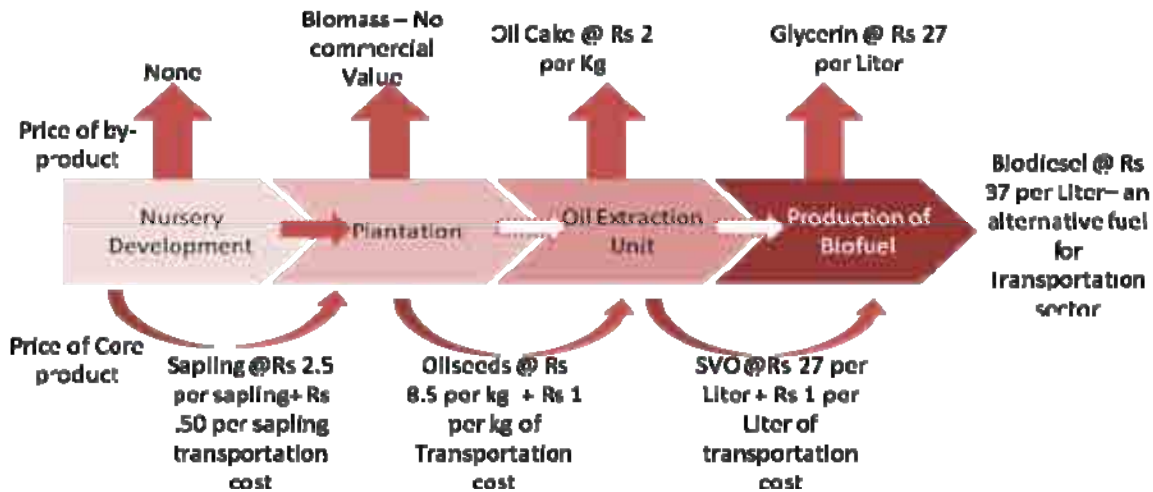 None
Biomass – No
commercial
Value
Oil Cake @ Rs 2
per Kg
Glycerin @ Rs 27
per Liter
Price of by-
product
Nursery
Development
Plantation
Oil Extraction
Unit
Production of
Biofuel
Biodiesel @ Rs
37 per Liter– an
alternative fuel
for
Transportation
sector
Price of Core
product
Sapling @Rs 2.5
per sapling+ Rs
.50 per sapling
transportation
cost
Oilseeds @ Rs
per kg + Rs 1
per kg of
Transportation
cost
SVO @Rs 27 per
Liter + Rs 1 per
Liter of
transportation
cost